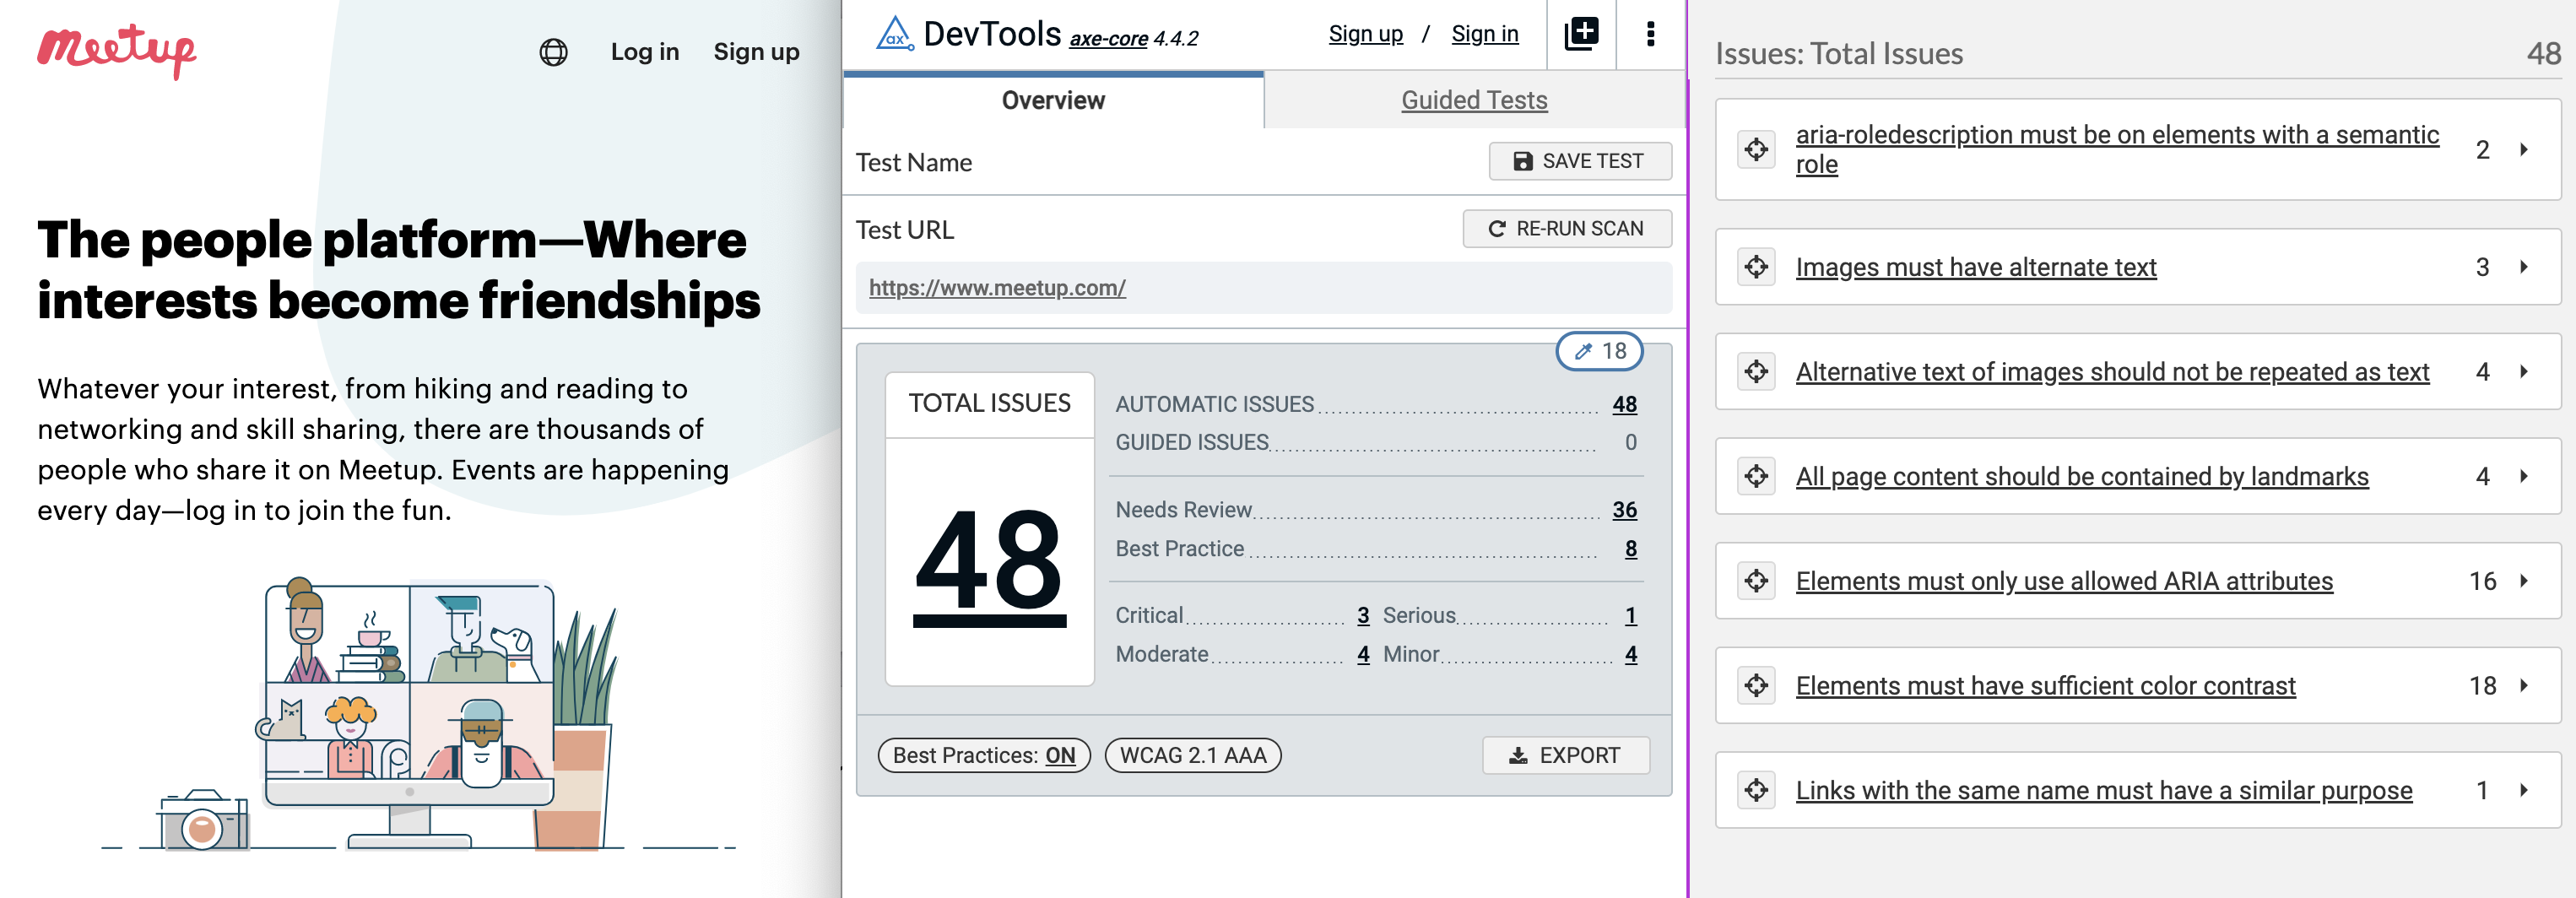 Meetup
Log in
Sign up
The people platform—Where
interests become friendships
Whatever your interest, from hiking and reading to
networking and skill sharing, there are thousands of
people who share it on Meetup. Events are happening
every day—log in to join the fun.
ax DevTools axe-core 4.4.2
Sign up / Sign in
Overview
Guided Tests
Test Name
SAVE TEST
Test URL
RE-RUN SCAN
https://www.meetup.com/
18
TOTAL ISSUES
48
AUTOMATIC ISSUES 48
GUIDED ISSUES 0
Needs Review 36
Best Practice 8
Critical 3 Serious 1
Moderate 4 Minor 4
Best Practices: ON
WCAG 2.1 AAA
EXPORT
Issues: Total Issues 48
aria-roledescription must be on elements with a semantic
role 2
Images must have alternate text 3
Alternative text of images should not be repeated as text 4
All page content should be contained by landmarks 4
Elements must only use allowed ARIA attributes 16
Elements must have sufficient color contrast 18
Links with the same name must have a similar purpose 1